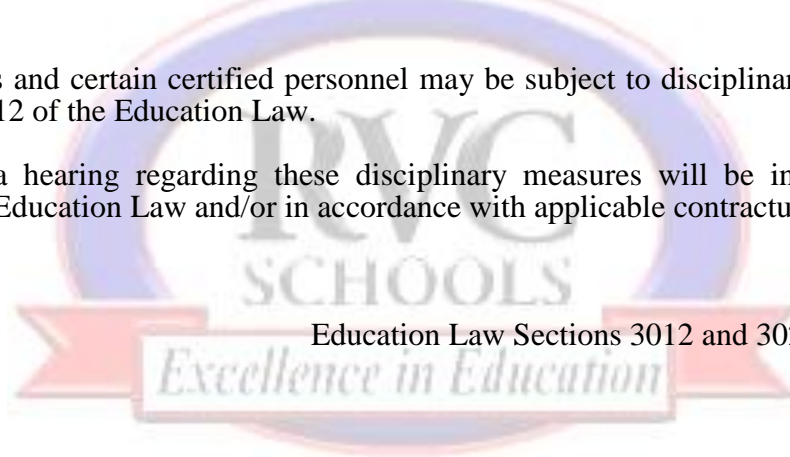 s and certain certified personnel may be subject to disciplinar
12 of the Education Law.
a hearing regarding these disciplinary measures will be in
Education Law and/or in accordance with applicable contractu
RVC
SCHOOLS
Education Law Sections 3012 and 302
Excellence in Education